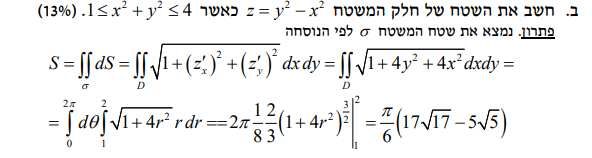 ב. חשב את השטח של חלק המשטח z = y² − x² כאשר 1 ≤ x² + y² ≤ 4. (13%)
פתרון. נמצא את שטח המשטח σ לפי הנוסחה
S = ∬_σ dS = ∬_D √(1 + (z'_x)² + (z'_y)²) dx dy = ∬_D √(1 + 4y² + 4x²) dxdy =
= ∫_0^{2π} dθ ∫_1^2 √(1 + 4r²) r dr == 2π · 1/8 · 2/3 (1 + 4r²)^{3/2} |_1^2 = π/6 (17√17 − 5√5)